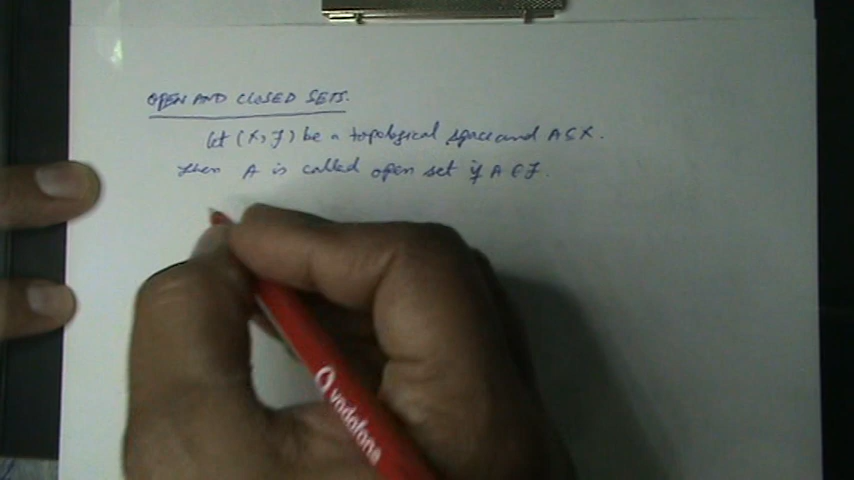 OPEN AND CLOSED SETS.
Let (X, J) be a topological space and A ⊆ X.
Then A is called open set if A ∈ J.
vodafone